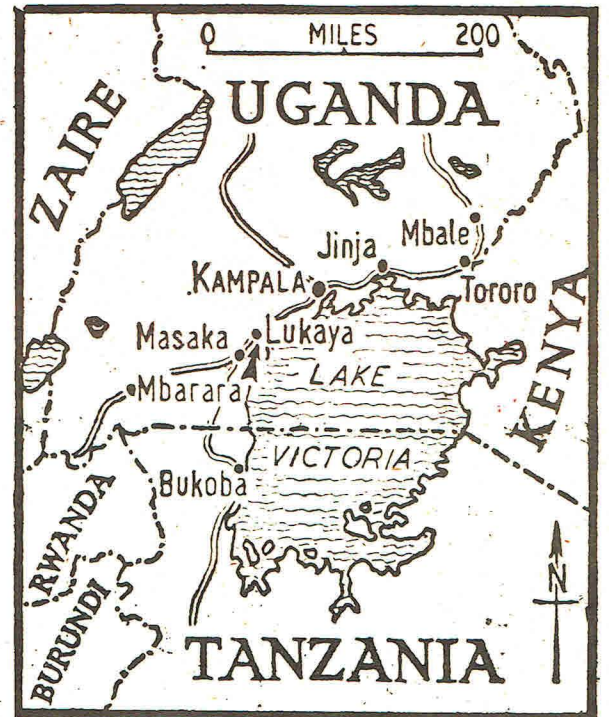 0 MILES 200
UGANDA
ZAIRE
Mbale
Jinja
KAMPALA
Tororo
KENYA
Masaka
Lukaya
LAKE
Mbarara
VICTORIA
Bukoba
RWANDA
BURUNDI
N
TANZANIA